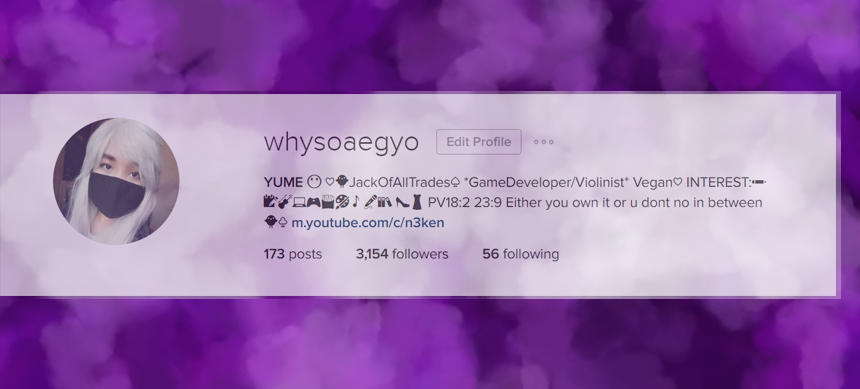 whysoaegyo Edit Profile
YUME 😶♡JackOfAllTrades♤ *GameDeveloper/Violinist* Vegan♡ INTEREST:
♪ PV18:2 23:9 Either you own it or u dont no in between
♤ m.youtube.com/c/n3ken
173 posts 3,154 followers 56 following